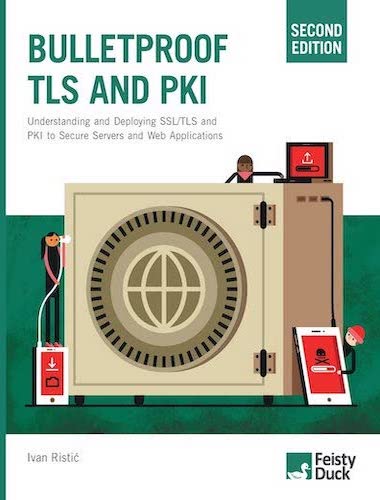 BULLETPROOF
TLS AND PKI
SECOND
EDITION
Understanding and Deploying SSL/TLS and
PKI to Secure Servers and Web Applications
Ivan Ristić
Feisty
Duck